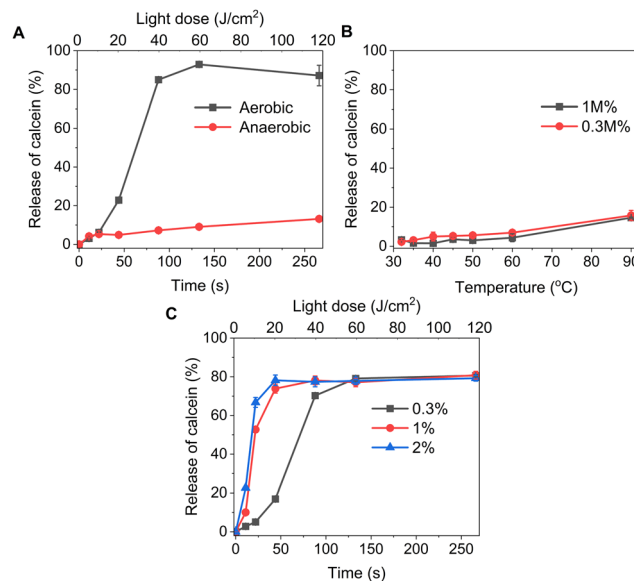 Light dose (J/cm²)
A
0 20 40 60 80 100 120
100
80
60
40
20
0
Release of calcein (%)
Aerobic
Anaerobic
0 50 100 150 200 250
Time (s)
B
100
80
60
40
20
0
Release of calcein (%)
1M%
0.3M%
30 40 50 60 70 80 90
Temperature (°C)
Light dose (J/cm²)
C
0 20 40 60 80 100 120
100
80
60
40
20
0
Release of calcein (%)
0.3%
1%
2%
0 50 100 150 200 250
Time (s)